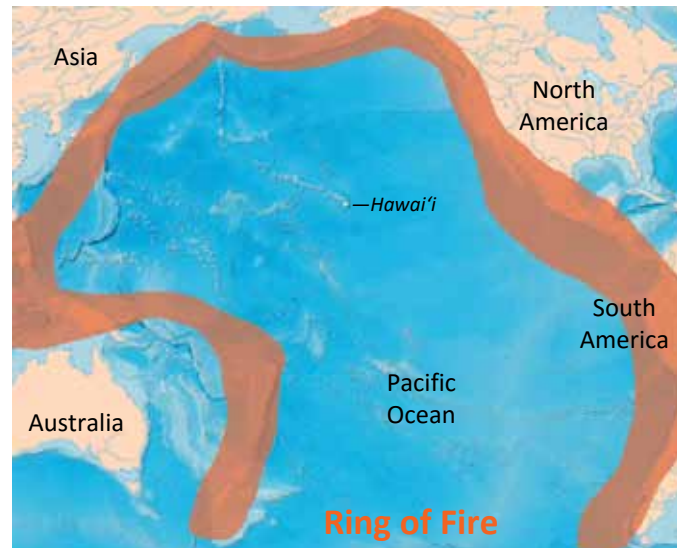 Asia
North
America
—Hawai‘i
South
America
Pacific
Ocean
Australia
Ring of Fire